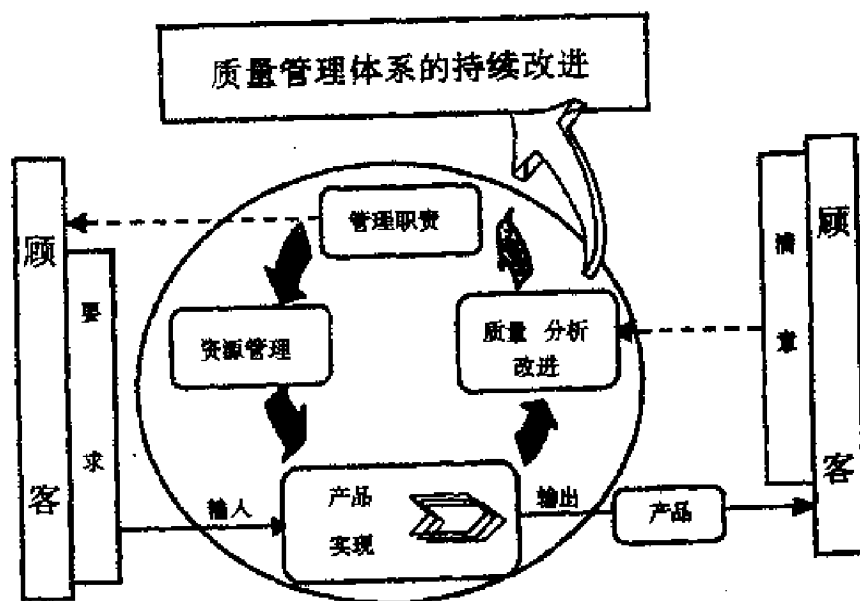 质量管理体系的持续改进
顾客
要求
管理职责
资源管理
质量 分析
改进
满意
顾客
输人
产品
实现
输出
产品